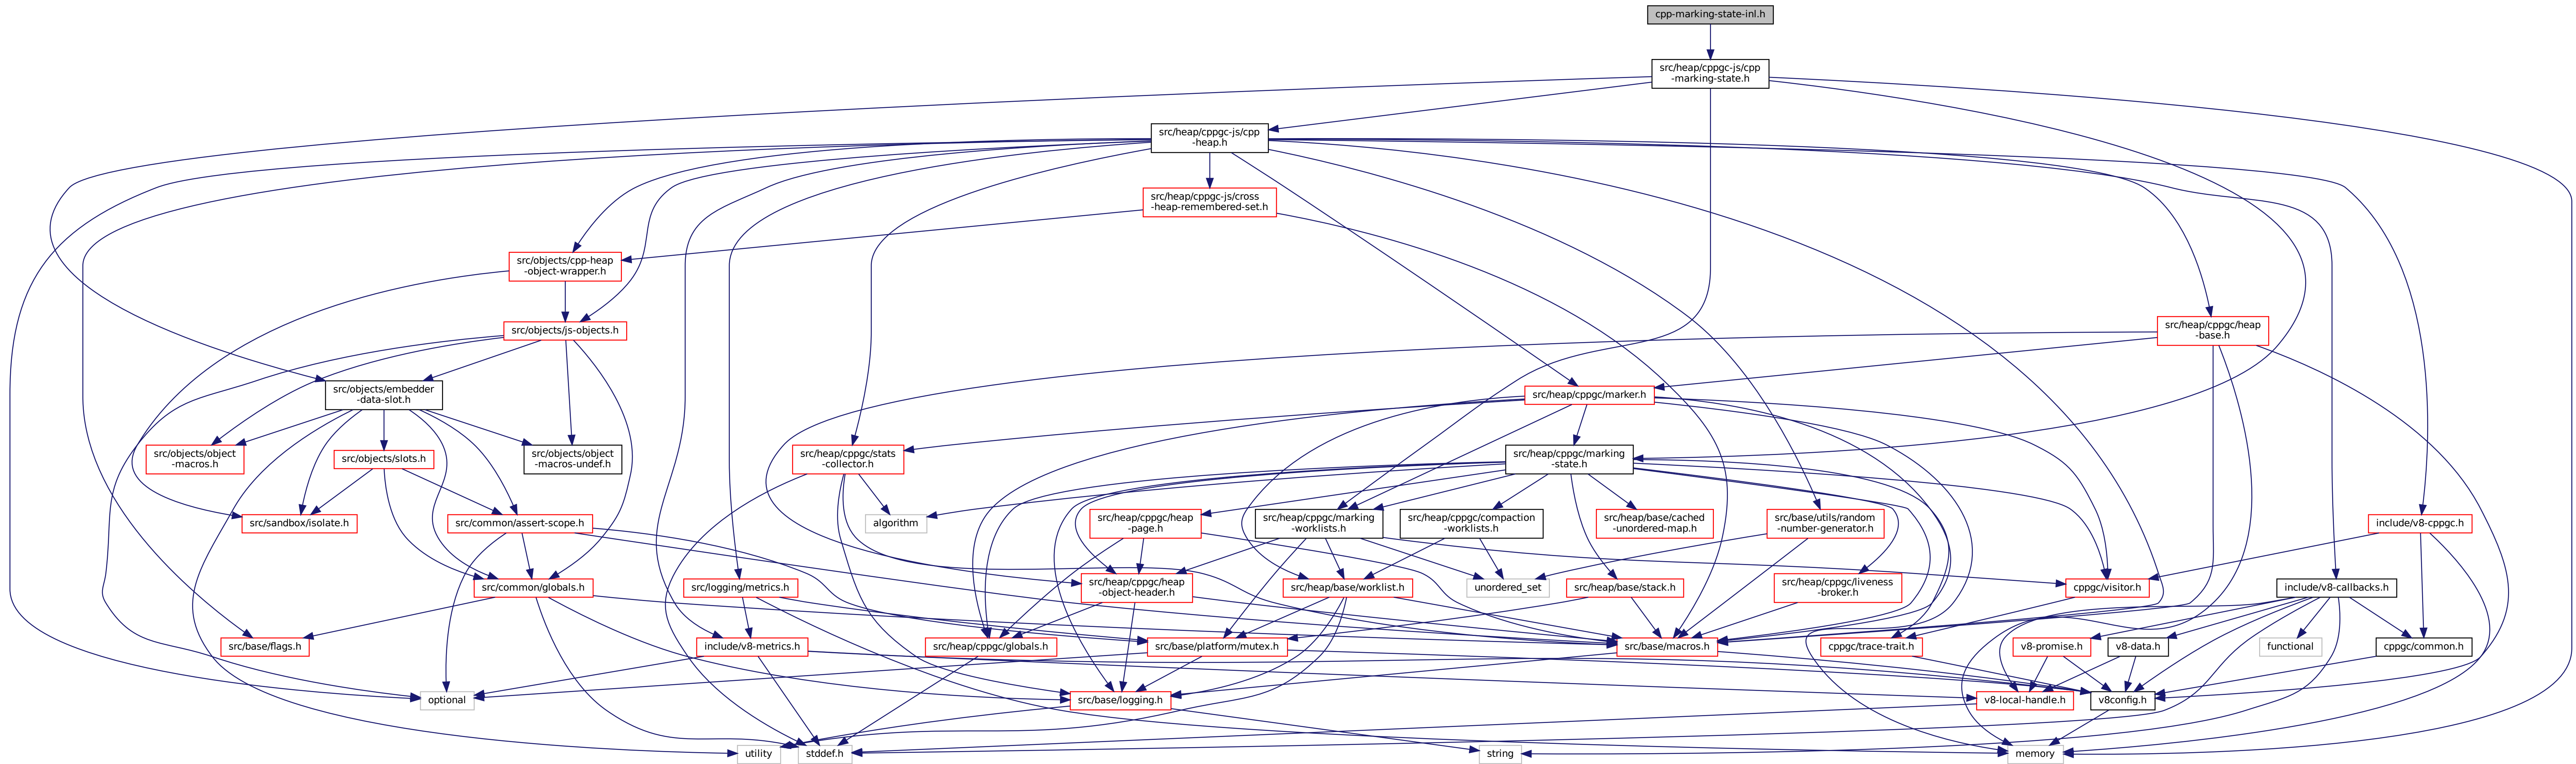 cpp-marking-state-inl.h
src/heap/cppgc-js/cpp
-marking-state.h
src/heap/cppgc-js/cpp
-heap.h
src/heap/cppgc-js/cross
-heap-remembered-set.h
src/objects/cpp-heap
-object-wrapper.h
src/objects/js-objects.h
src/heap/cppgc/heap
-base.h
src/objects/embedder
-data-slot.h
src/heap/cppgc/marker.h
src/objects/object
-macros.h
src/objects/slots.h
src/objects/object
-macros-undef.h
src/heap/cppgc/stats
-collector.h
src/heap/cppgc/marking
-state.h
src/sandbox/isolate.h
src/common/assert-scope.h
algorithm
src/heap/cppgc/heap
-page.h
src/heap/cppgc/marking
-worklists.h
src/heap/cppgc/compaction
-worklists.h
src/heap/base/cached
-unordered-map.h
src/base/utils/random
-number-generator.h
include/v8-cppgc.h
src/common/globals.h
src/logging/metrics.h
src/heap/cppgc/heap
-object-header.h
src/heap/base/worklist.h
unordered_set
src/heap/base/stack.h
src/heap/cppgc/liveness
-broker.h
cppgc/visitor.h
include/v8-callbacks.h
src/base/flags.h
include/v8-metrics.h
src/heap/cppgc/globals.h
src/base/platform/mutex.h
src/base/macros.h
cppgc/trace-trait.h
v8-promise.h
v8-data.h
functional
cppgc/common.h
optional
src/base/logging.h
v8-local-handle.h
v8config.h
utility
stddef.h
string
memory